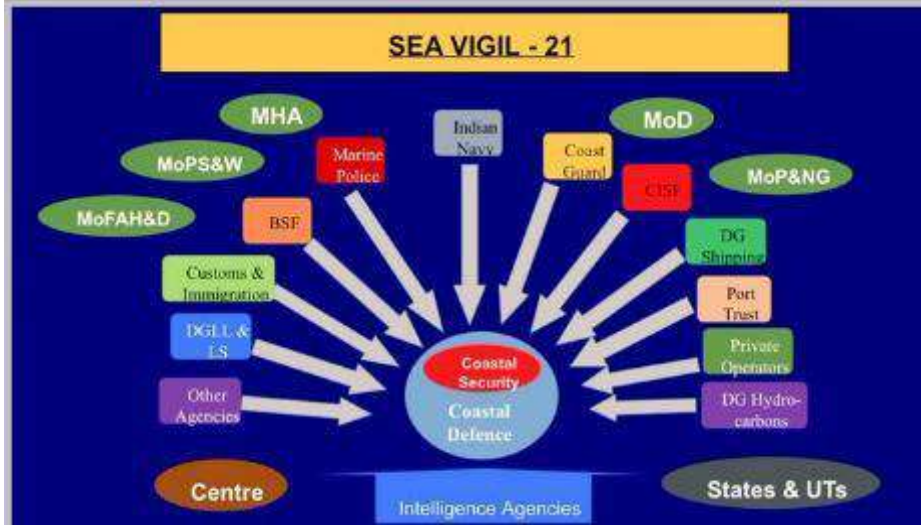 SEA VIGIL - 21
MHA
MoD
Indian
Navy
Marine
Police
Coast
Guard
MoPS&W
CISF
MoP&NG
MoFAH&D
BSF
DG
Shipping
Customs &
Immigration
Port
Trust
DGLL &
LS
Private
Operators
Coastal
Security
Other
Agencies
Coastal
Defence
DG Hydro-
carbons
Centre
States & UTs
Intelligence Agencies